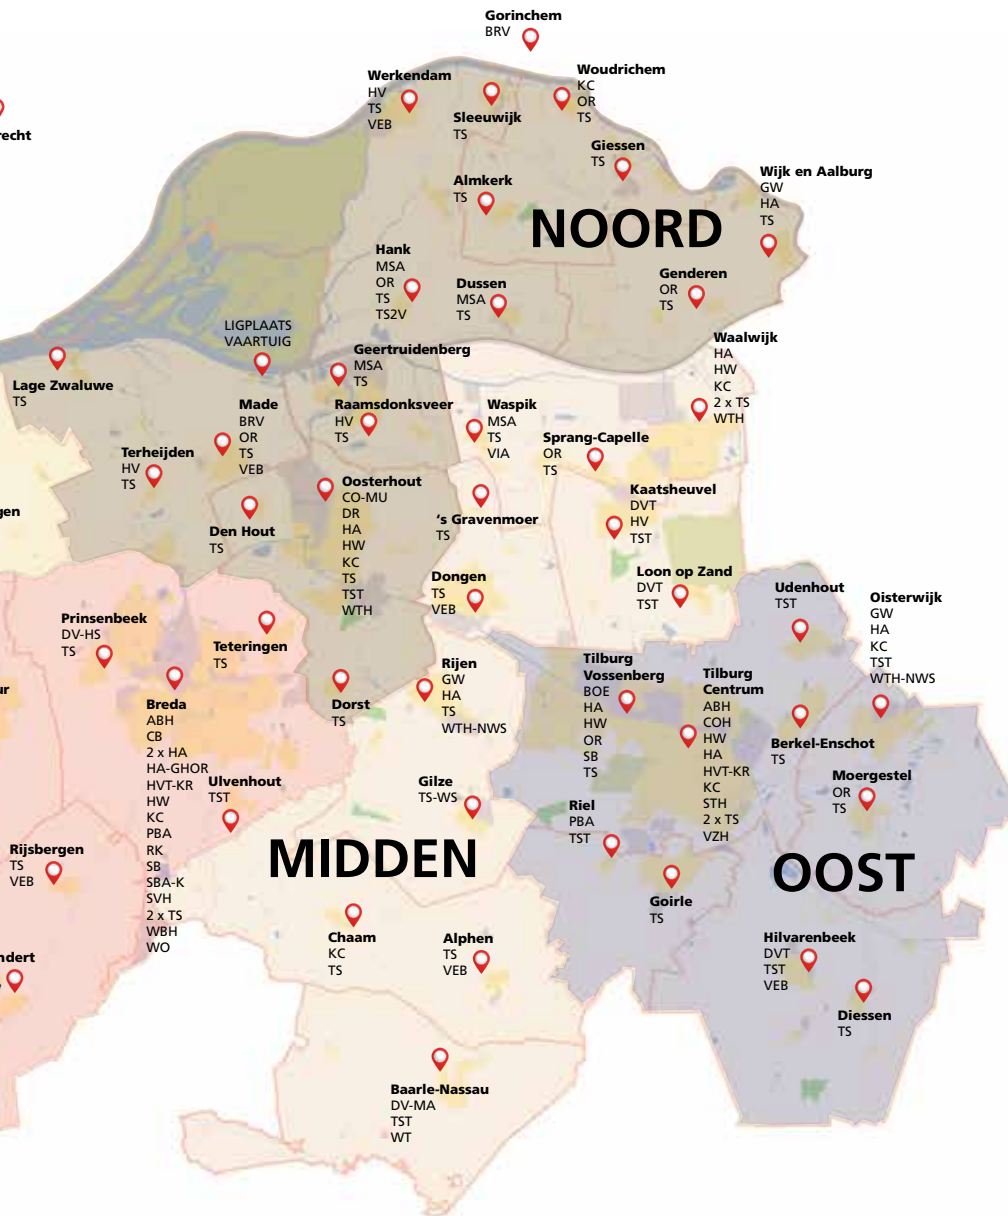 Gorinchem
BRV
Werkendam
HV
TS
VEB
Sleeuwijk
TS
Woudrichem
KC
OR
TS
Giessen
TS
Wijk en Aalburg
GW
HA
TS
recht
Almkerk
TS
NOORD
Hank
MSA
OR
TS
TS2V
Dussen
MSA
TS
Genderen
OR
TS
LIGPLAATS
VAARTUIG
Lage Zwaluwe
TS
Geertruidenberg
MSA
TS
Waalwijk
HA
HW
KC
2 x TS
WTH
Made
BRV
OR
TS
VEB
Raamsdonksveer
HV
TS
Waspik
MSA
TS
VIA
Sprang-Capelle
OR
TS
Terheijden
HV
TS
Oosterhout
CO-MU
DR
HA
HW
KC
TS
TST
WTH
Kaatsheuvel
DVT
HV
TST
gen
Den Hout
TS
‘s Gravenmoer
TS
Dongen
TS
VEB
Loon op Zand
DVT
TST
Udenhout
TST
Oisterwijk
GW
HA
KC
TST
WTH-NWS
Prinsenbeek
DV-HS
TS
Teteringen
TS
Rijen
GW
HA
TS
WTH-NWS
Tilburg
Vossenberg
BOE
HA
HW
OR
SB
TS
Tilburg
Centrum
ABH
COH
HW
HA
HVT-KR
KC
STH
2 x TS
VZH
ur
Breda
ABH
CB
2 x HA
HA-GHOR
HVT-KR
HW
KC
PBA
RK
SB
SBA-K
SVH
2 x TS
WBH
WO
Dorst
TS
Berkel-Enschot
TS
Moergestel
OR
TS
Ulvenhout
TST
Gilze
TS-WS
Riel
PBA
TST
Rijsbergen
TS
VEB
MIDDEN
OOST
Goirle
TS
Chaam
KC
TS
Alphen
TS
VEB
Hilvarenbeek
DVT
TST
VEB
ndert
Diessen
TS
Baarle-Nassau
DV-MA
TST
WT